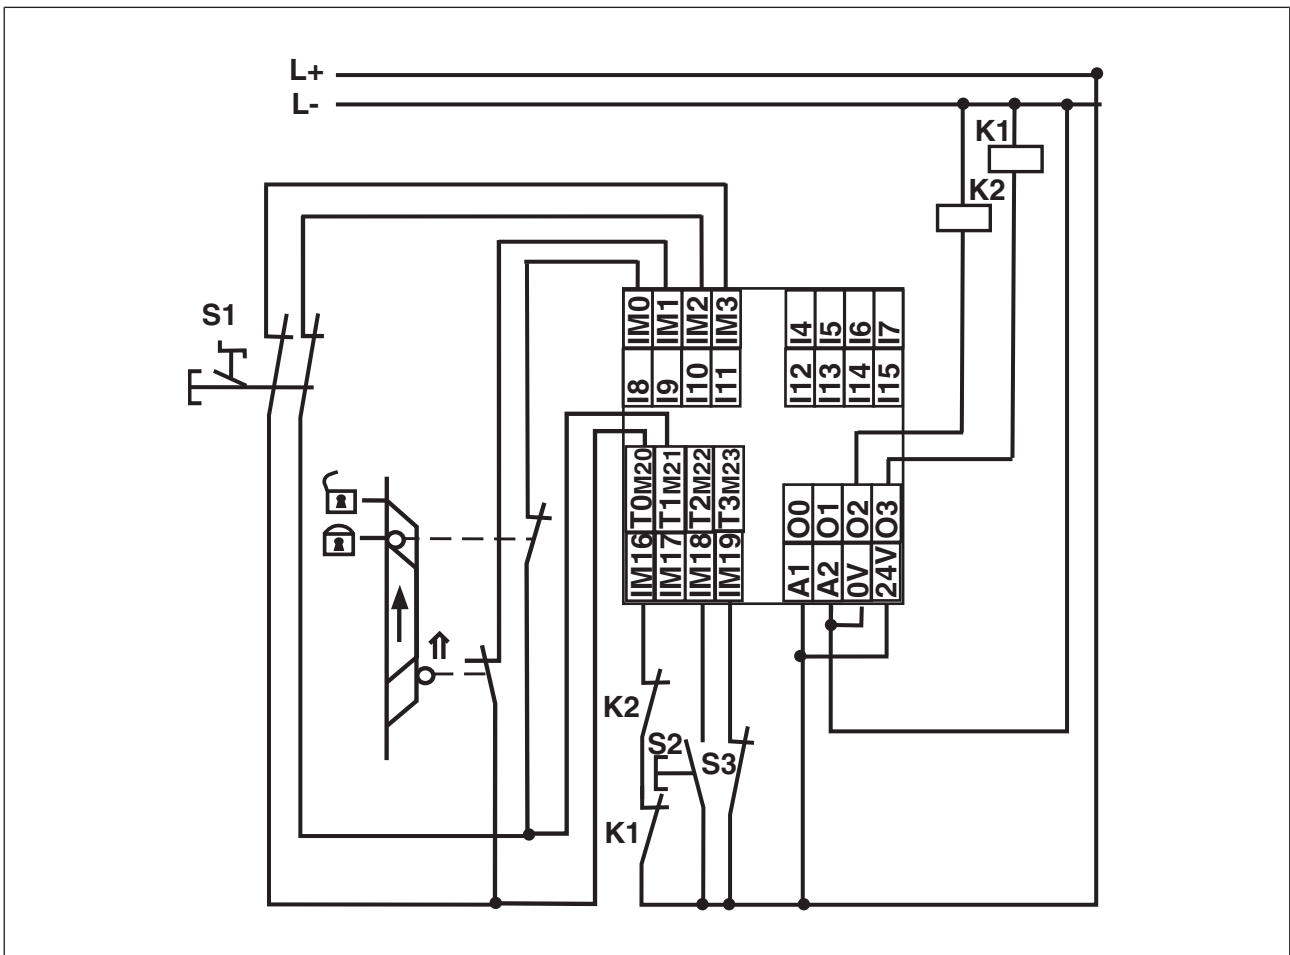 L+
L-
K1
K2
S1
IM0 IM1 IM2 IM3
I4 I5 I6 I7
I8 I9 I10 I11
I12 I13 I14 I15
T0M20 T1M21 T2M22 T3M23
O0 O1 O2 O3
IM16 IM17 IM18 IM19
A1 A2 0V 24V
K2
S2
S3
K1